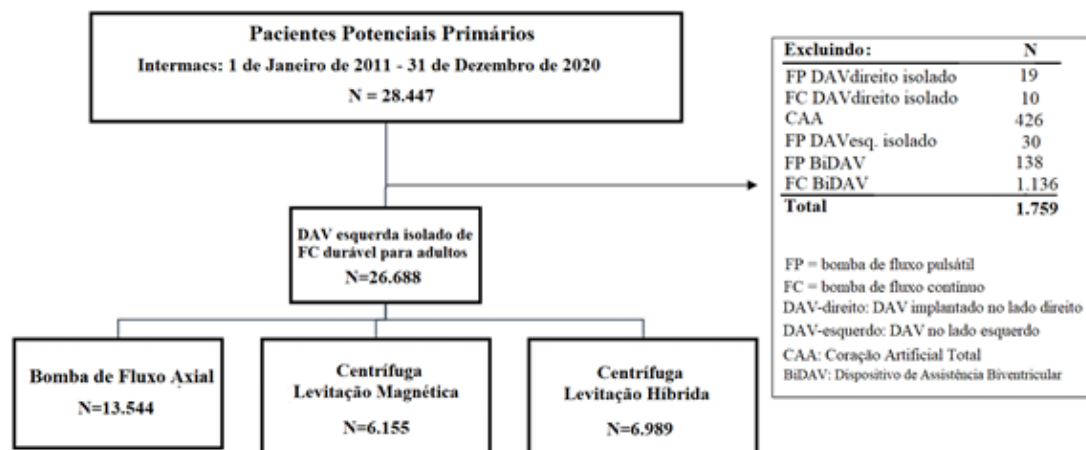 Pacientes Potenciais Primários
Intermacs: 1 de Janeiro de 2011 - 31 de Dezembro de 2020
N = 28.447
Excluindo: N
FP DAVdireito isolado 19
FC DAVdireito isolado 10
CAA 426
FP DAVesq. isolado 30
FP BiDAV 138
FC BiDAV 1.136
Total 1.759
FP = bomba de fluxo pulsátil
FC = bomba de fluxo contínuo
DAV-direito: DAV implantado no lado direito
DAV-esquerdo: DAV no lado esquerdo
CAA: Coração Artificial Total
BiDAV: Dispositivo de Assistência Biventricular
DAV esquerda isolado de
FC durável para adultos
N=26.688
Bomba de Fluxo Axial
N=13.544
Centrífuga
Levitação Magnética
N=6.155
Centrífuga
Levitação Híbrida
N=6.989